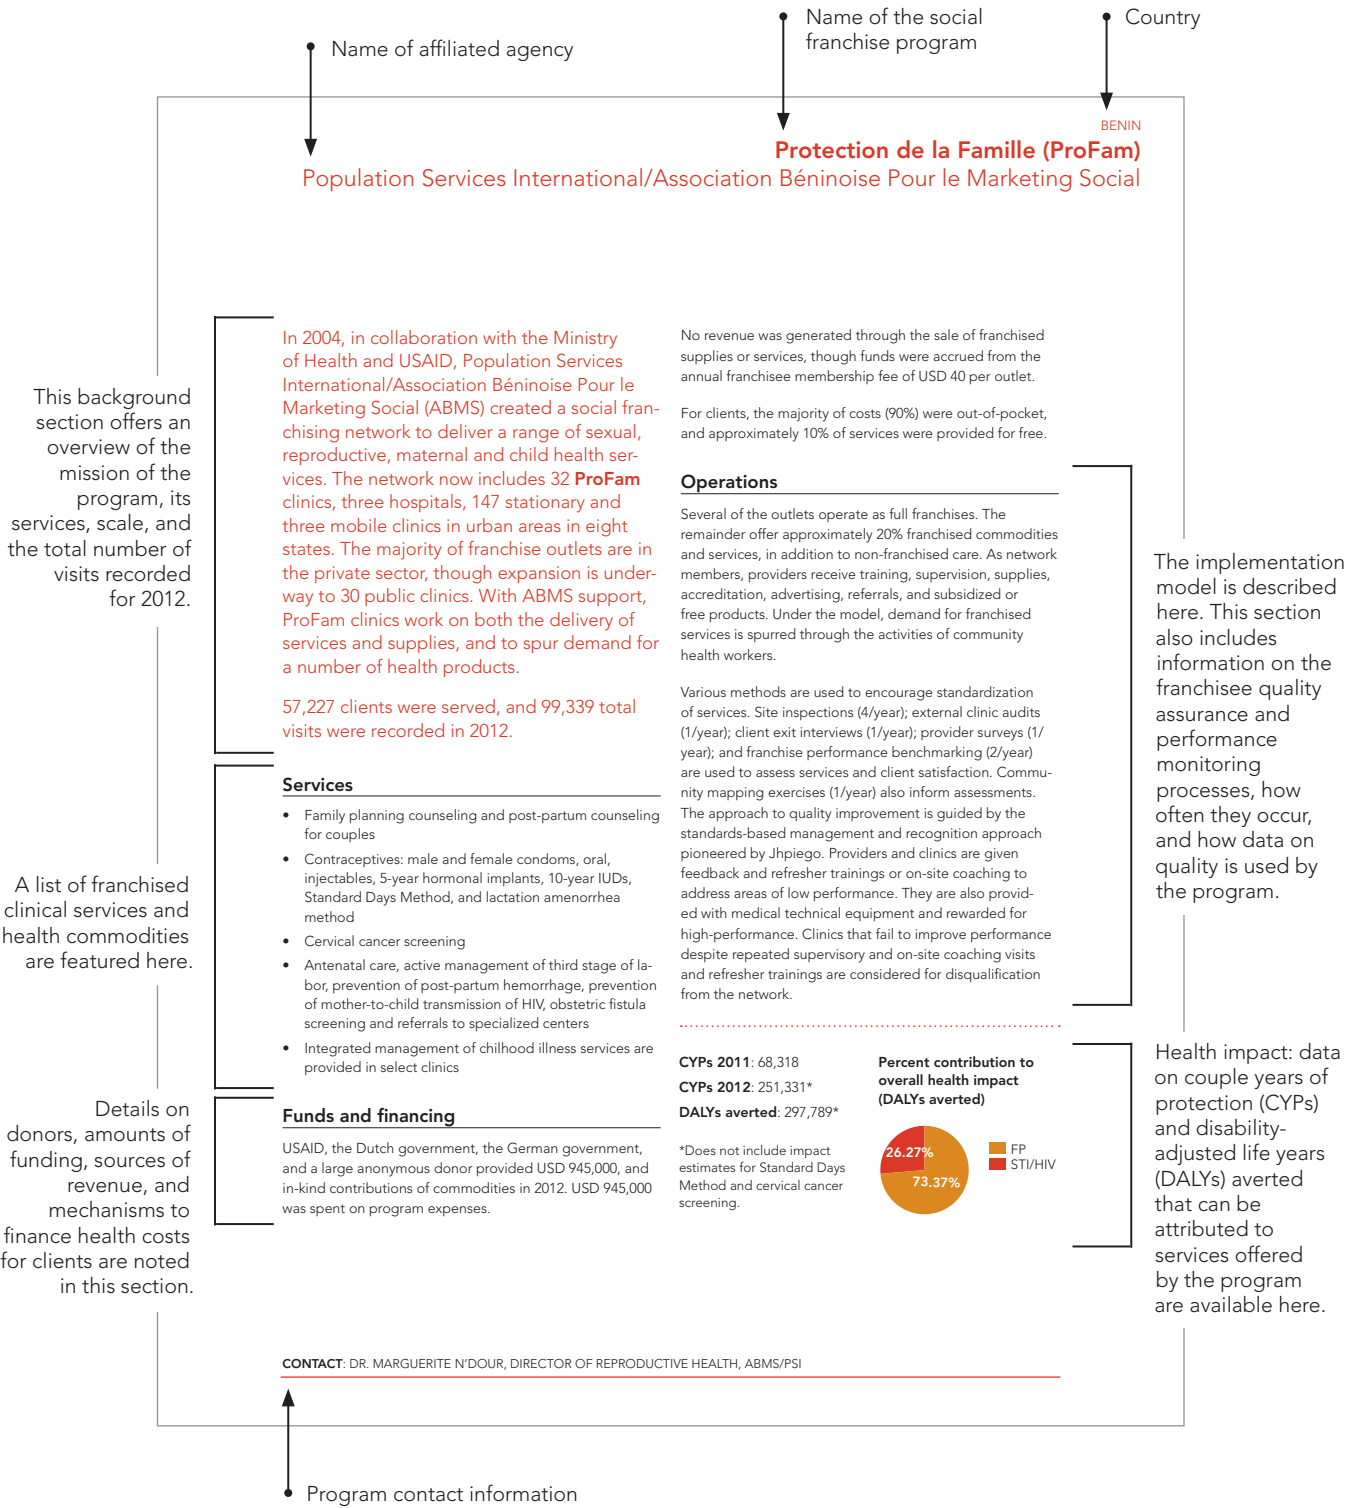 Name of affiliated agency
Name of the social
franchise program
Country
BENIN
Protection de la Famille (ProFam)
Population Services International/Association Béninoise Pour le Marketing Social
This background
section offers an
overview of the
mission of the
program, its
services, scale, and
the total number of
visits recorded
for 2012.
In 2004, in collaboration with the Ministry
of Health and USAID, Population Services
International/Association Béninoise Pour le
Marketing Social (ABMS) created a social fran-
chising network to deliver a range of sexual,
reproductive, maternal and child health ser-
vices. The network now includes 32 ProFam
clinics, three hospitals, 147 stationary and
three mobile clinics in urban areas in eight
states. The majority of franchise outlets are in
the private sector, though expansion is under-
way to 30 public clinics. With ABMS support,
ProFam clinics work on both the delivery of
services and supplies, and to spur demand for
a number of health products.
57,227 clients were served, and 99,339 total
visits were recorded in 2012.
A list of franchised
clinical services and
health commodities
are featured here.
Services
• Family planning counseling and post-partum counseling
for couples
• Contraceptives: male and female condoms, oral,
injectables, 5-year hormonal implants, 10-year IUDs,
Standard Days Method, and lactation amenorrhea
method
• Cervical cancer screening
• Antenatal care, active management of third stage of la-
bor, prevention of post-partum hemorrhage, prevention
of mother-to-child transmission of HIV, obstetric fistula
screening and referrals to specialized centers
• Integrated management of chilhood illness services are
provided in select clinics
Details on
donors, amounts of
funding, sources of
revenue, and
mechanisms to
finance health costs
for clients are noted
in this section.
Funds and financing
USAID, the Dutch government, the German government,
and a large anonymous donor provided USD 945,000, and
in-kind contributions of commodities in 2012. USD 945,000
was spent on program expenses.
No revenue was generated through the sale of franchised
supplies or services, though funds were accrued from the
annual franchisee membership fee of USD 40 per outlet.
For clients, the majority of costs (90%) were out-of-pocket,
and approximately 10% of services were provided for free.
Operations
Several of the outlets operate as full franchises. The
remainder offer approximately 20% franchised commodities
and services, in addition to non-franchised care. As network
members, providers receive training, supervision, supplies,
accreditation, advertising, referrals, and subsidized or
free products. Under the model, demand for franchised
services is spurred through the activities of community
health workers.
Various methods are used to encourage standardization
of services. Site inspections (4/year); external clinic audits
(1/year); client exit interviews (1/year); provider surveys (1/
year); and franchise performance benchmarking (2/year)
are used to assess services and client satisfaction. Commu-
nity mapping exercises (1/year) also inform assessments.
The approach to quality improvement is guided by the
standards-based management and recognition approach
pioneered by Jhpiego. Providers and clinics are given
feedback and refresher trainings or on-site coaching to
address areas of low performance. They are also provid-
ed with medical technical equipment and rewarded for
high-performance. Clinics that fail to improve performance
despite repeated supervisory and on-site coaching visits
and refresher trainings are considered for disqualification
from the network.
The implementation
model is described
here. This section
also includes
information on the
franchisee quality
assurance and
performance
monitoring
processes, how
often they occur,
and how data on
quality is used by
the program.
CYPs 2011: 68,318
CYPs 2012: 251,331*
DALYs averted: 297,789*
*Does not include impact
estimates for Standard Days
Method and cervical cancer
screening.
Percent contribution to
overall health impact
(DALYs averted)
26.27%
73.37%
FP
STI/HIV
Health impact: data
on couple years of
protection (CYPs)
and disability-
adjusted life years
(DALYs) averted
that can be
attributed to
services offered
by the program
are available here.
CONTACT: DR. MARGUERITE N'DOUR, DIRECTOR OF REPRODUCTIVE HEALTH, ABMS/PSI
Program contact information